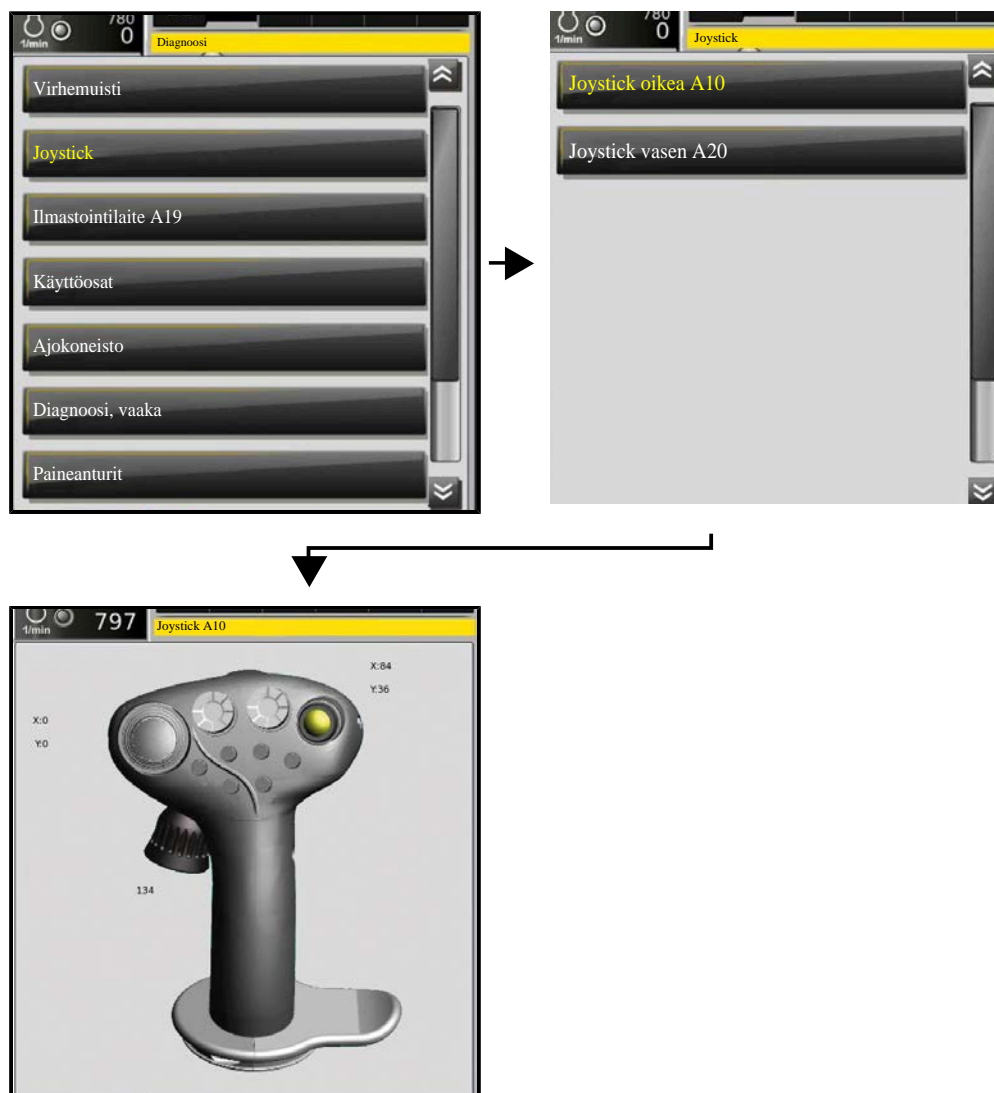 780
1/min
0
Diagnoosi
Virhemuisti
Joystick
Ilmastointilaite A19
Käyttöosat
Ajokoneisto
Diagnoosi, vaaka
Paineanturit
780
1/min
0
Joystick
Joystick oikea A10
Joystick vasen A20
1/min
797
Joystick A10
X:84
Y:36
X:0
Y:0
134